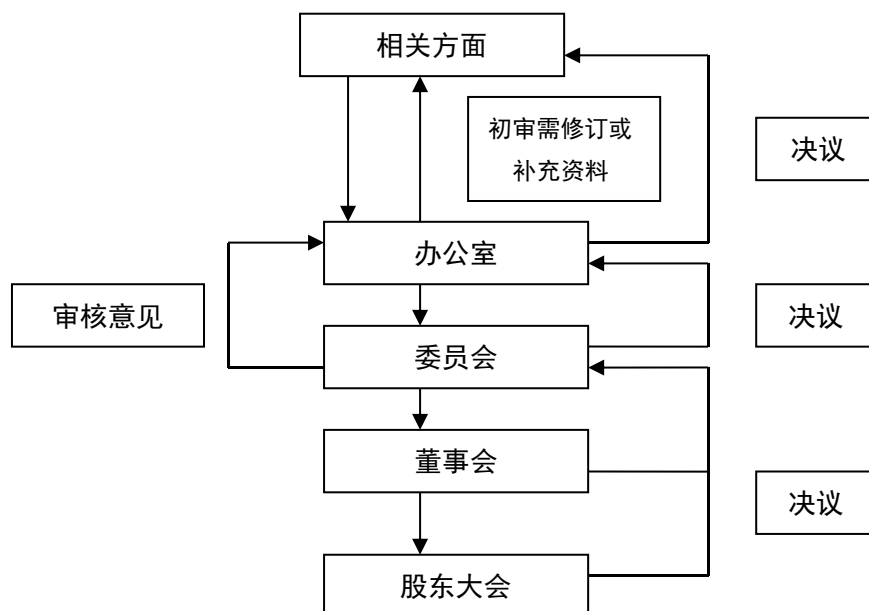 相关方面
初审需修订或
补充资料
决议
办公室
审核意见
决议
委员会
董事会
决议
股东大会